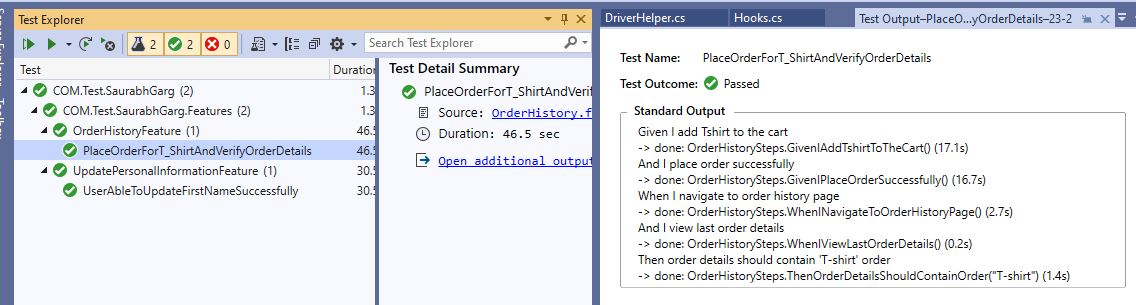 Test Explorer
2
2
0
Search Test Explorer
Test
Duration
COM.Test.SaurabhGarg (2)
1.3
COM.Test.SaurabhGarg.Features (2)
1.3
OrderHistoryFeature (1)
46.5
PlaceOrderForT_ShirtAndVerifyOrderDetails
46.5
UpdatePersonalInformationFeature (1)
30.5
UserAbleToUpdateFirstNameSuccessfully
30.5
Test Detail Summary
PlaceOrderForT_ShirtAndVerif
Source: OrderHistory.f
Duration: 46.5 sec
Open additional output
DriverHelper.cs
Hooks.cs
Test Output–PlaceO...yOrderDetails–23-2
Test Name: PlaceOrderForT_ShirtAndVerifyOrderDetails
Test Outcome: Passed
Standard Output
Given I add Tshirt to the cart
-> done: OrderHistorySteps.GivenIAddTshirtToTheCart() (17.1s)
And I place order successfully
-> done: OrderHistorySteps.GivenIPlaceOrderSuccessfully() (16.7s)
When I navigate to order history page
-> done: OrderHistorySteps.WhenINavigateToOrderHistoryPage() (2.7s)
And I view last order details
-> done: OrderHistorySteps.WhenIViewLastOrderDetails() (0.2s)
Then order details should contain 'T-shirt' order
-> done: OrderHistorySteps.ThenOrderDetailsShouldContainOrder("T-shirt") (1.4s)